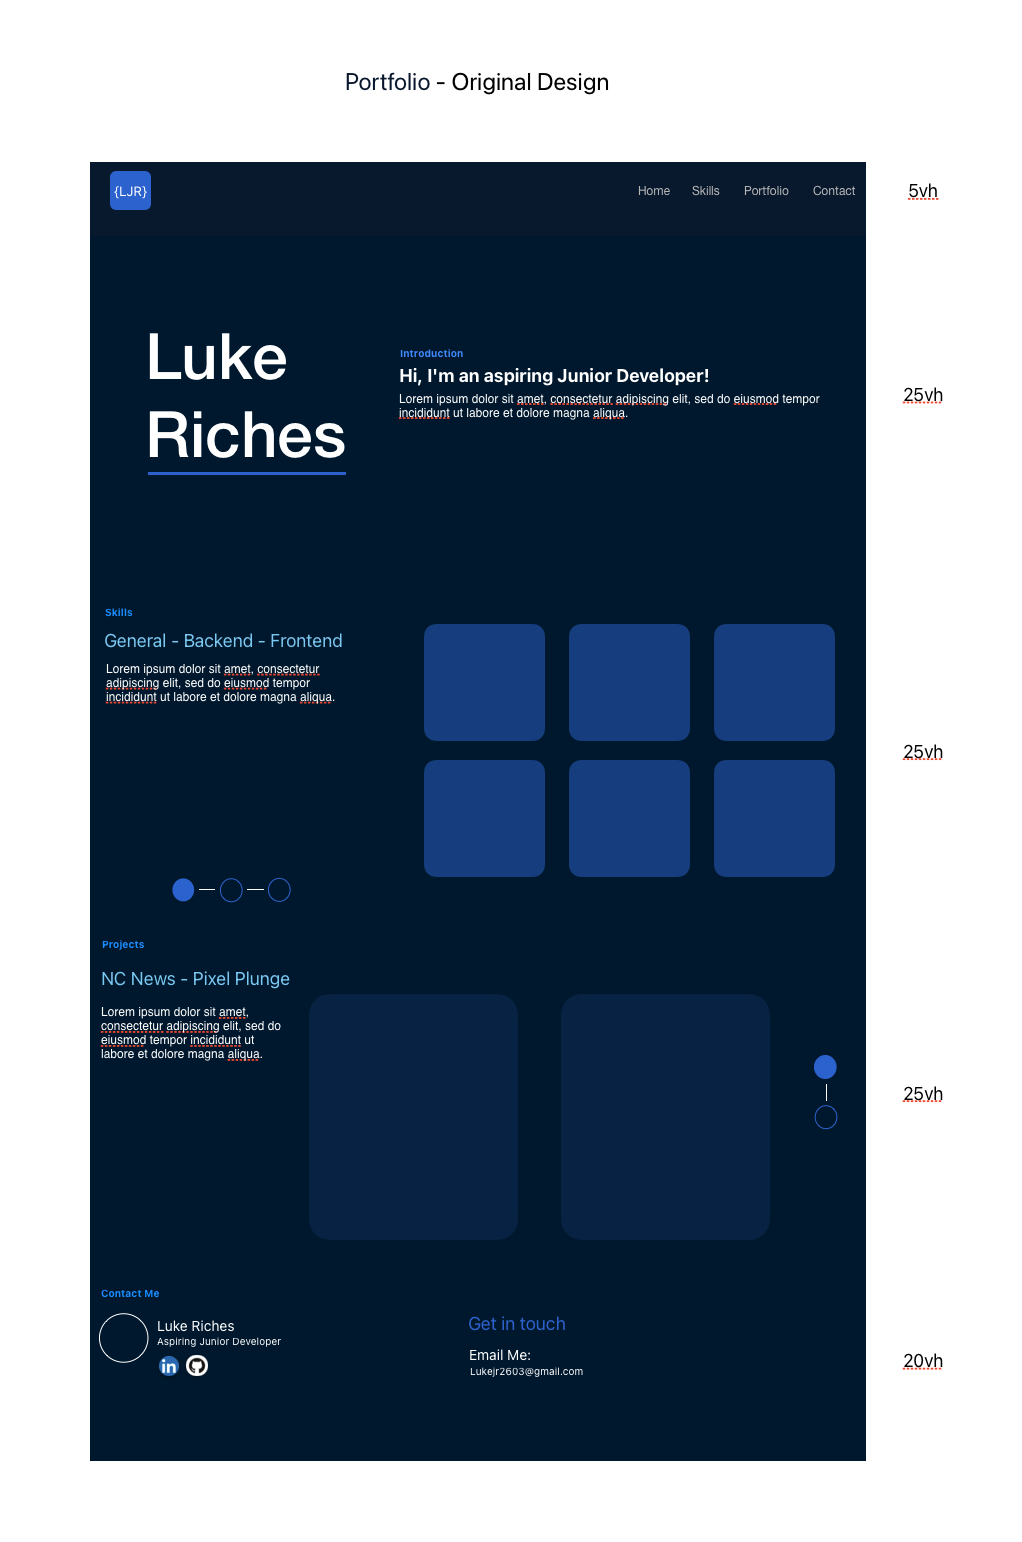 Portfolio - Original Design
{LJR}
Home Skills Portfolio Contact
5vh
Luke
Riches
Introduction
Hi, I'm an aspiring Junior Developer!
Lorem ipsum dolor sit amet, consectetur adipiscing elit, sed do eiusmod tempor
incididunt ut labore et dolore magna aliqua.
25vh
Skills
General - Backend - Frontend
Lorem ipsum dolor sit amet, consectetur
adipiscing elit, sed do eiusmod tempor
incididunt ut labore et dolore magna aliqua.
25vh
Projects
NC News - Pixel Plunge
Lorem ipsum dolor sit amet,
consectetur adipiscing elit, sed do
eiusmod tempor incididunt ut
labore et dolore magna aliqua.
25vh
Contact Me
Luke Riches
Aspiring Junior Developer
in
Get in touch
Email Me:
Lukejr2603@gmail.com
20vh